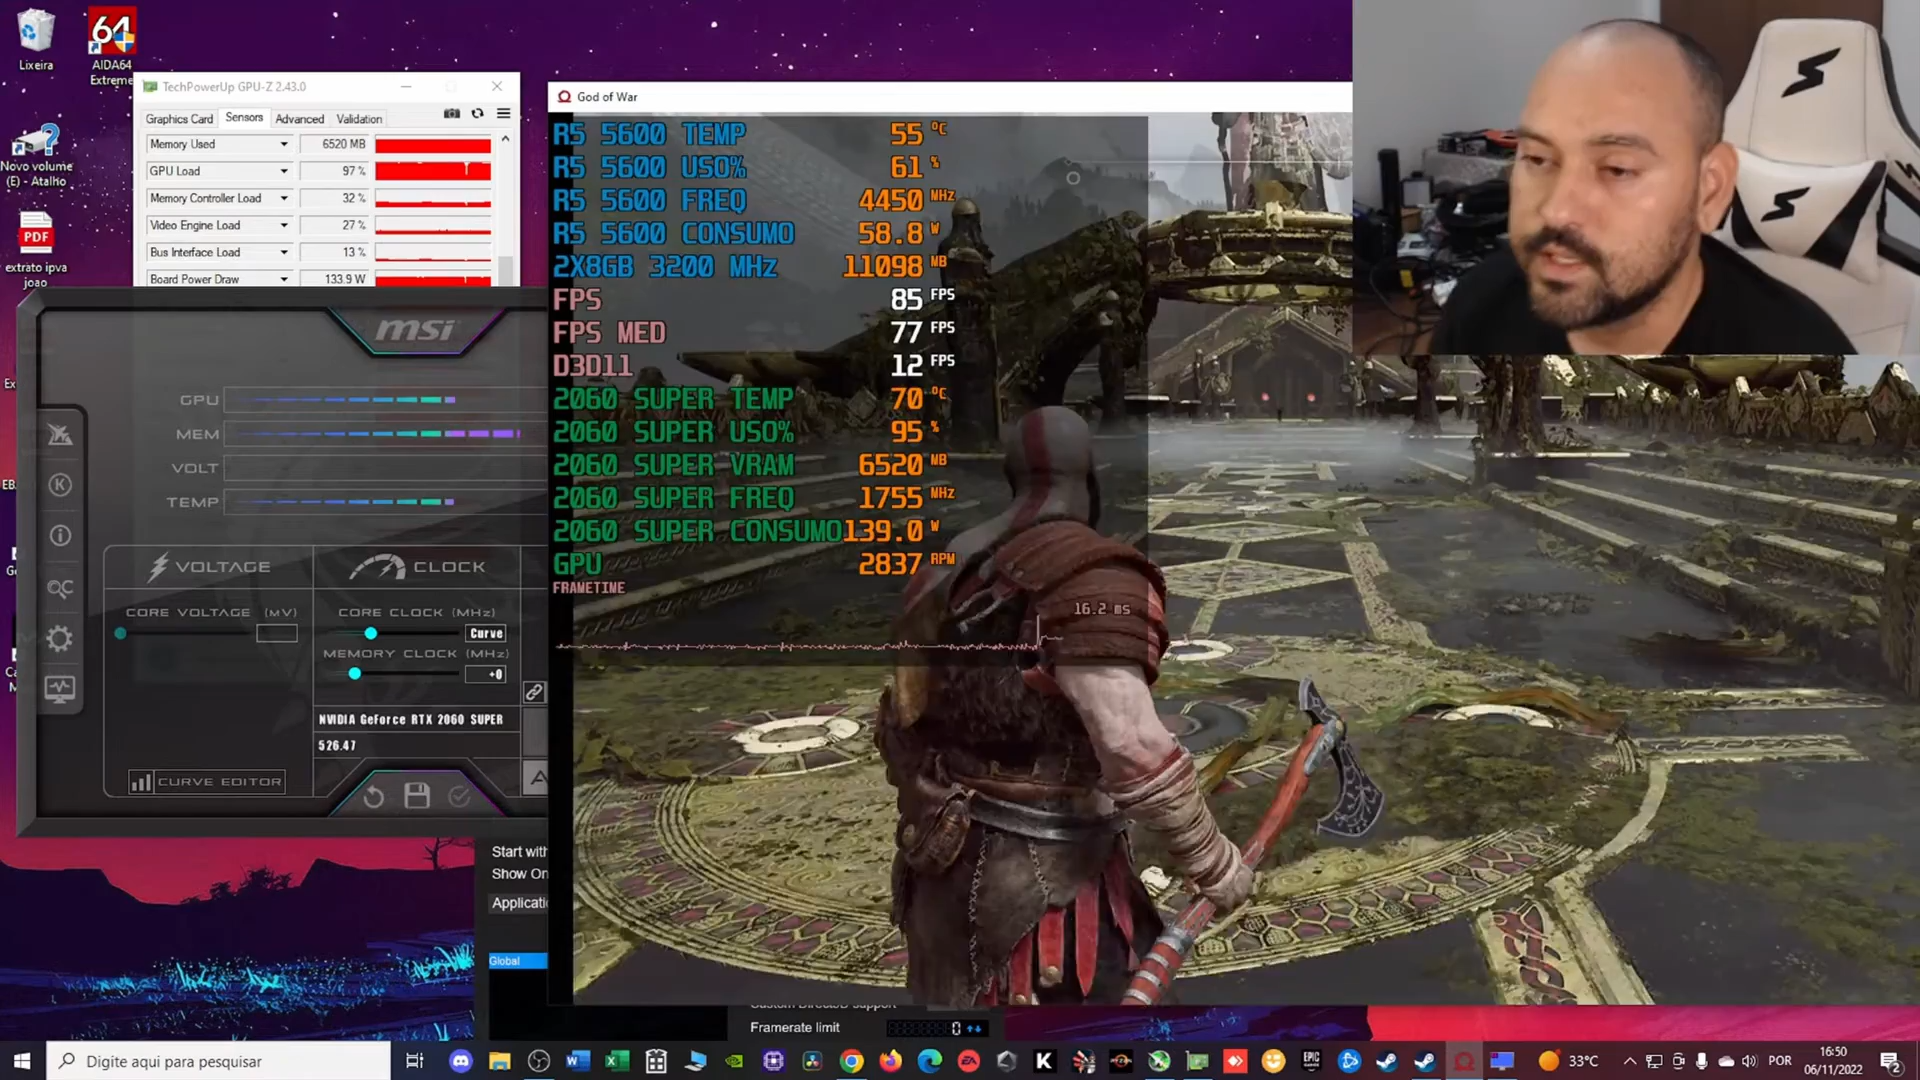 Lixeira
64
AIDA64
Extreme
Novo volume
(E) - Atalho
PDF
extrato ipva
joao
TechPowerUp GPU-Z 2.43.0
Graphics Card Sensors Advanced Validation
Memory Used 6520 MB
GPU Load 97 %
Memory Controller Load 32 %
Video Engine Load 27 %
Bus Interface Load 13 %
Board Power Draw 133.9 W
msi
GPU
MEM
VOLT
TEMP
VOLTAGE
CORE VOLTAGE (MV)
CURVE EDITOR
CLOCK
CORE CLOCK (MHz)
Curve
MEMORY CLOCK (MHz)
+0
NVIDIA GeForce RTX 2060 SUPER
526.47
Start with
Show On
Applicati
Global
God of War
R5 5600 TEMP 55 °C
R5 5600 USO% 61 %
R5 5600 FREQ 4450 MHz
R5 5600 CONSUMO 58.8 W
2X8GB 3200 MHz 11098 MB
FPS 85 FPS
FPS MED 77 FPS
D3D11 12 FPS
2060 SUPER TEMP 70 °C
2060 SUPER USO% 95 %
2060 SUPER VRAM 6520 MB
2060 SUPER FREQ 1755 MHz
2060 SUPER CONSUMO 139.0 W
GPU 2837 RPM
FRAMETIME
16.2 ms
Framerate limit 0
Digite aqui para pesquisar
33°C
POR
16:50
06/11/2022
2